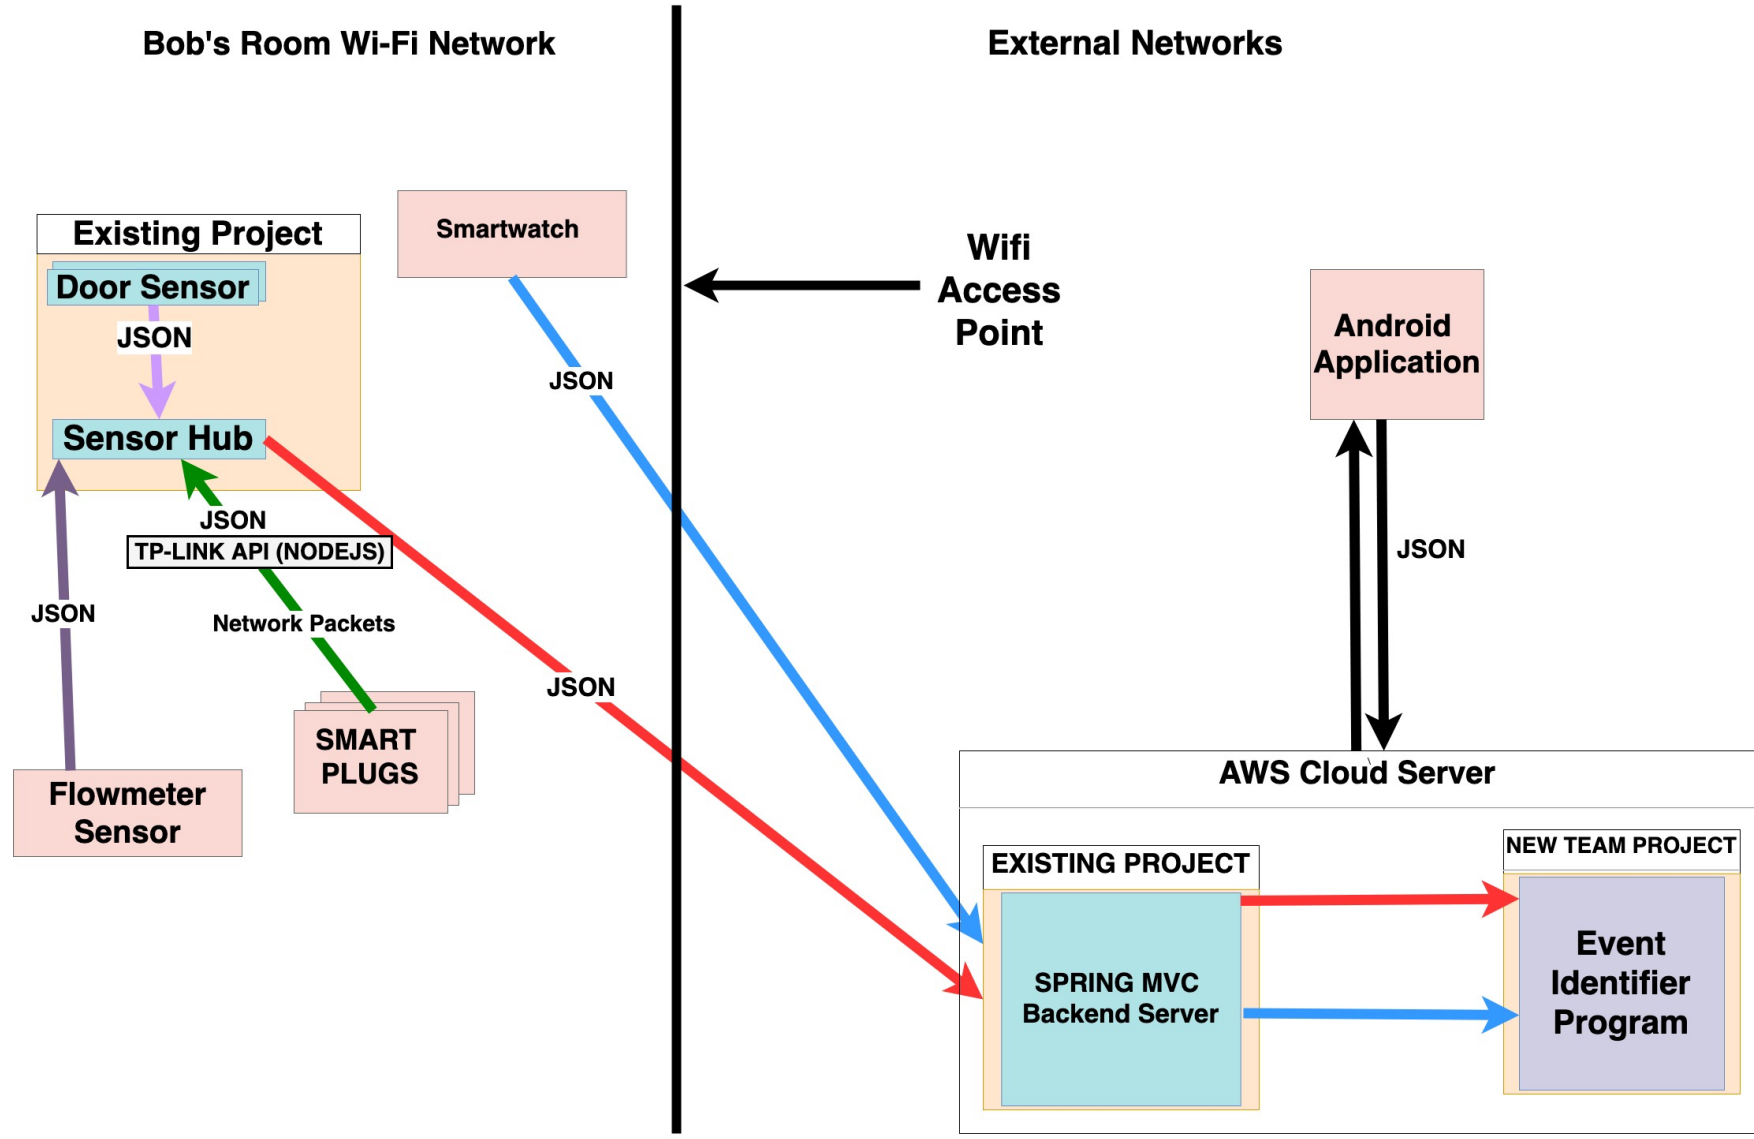 Bob's Room Wi-Fi Network
External Networks
Existing Project
Door Sensor
JSON
Sensor Hub
Smartwatch
JSON
Wifi
Access
Point
Android
Application
JSON
JSON
TP-LINK API (NODEJS)
Network Packets
JSON
JSON
SMART
PLUGS
Flowmeter
Sensor
AWS Cloud Server
EXISTING PROJECT
SPRING MVC
Backend Server
NEW TEAM PROJECT
Event
Identifier
Program